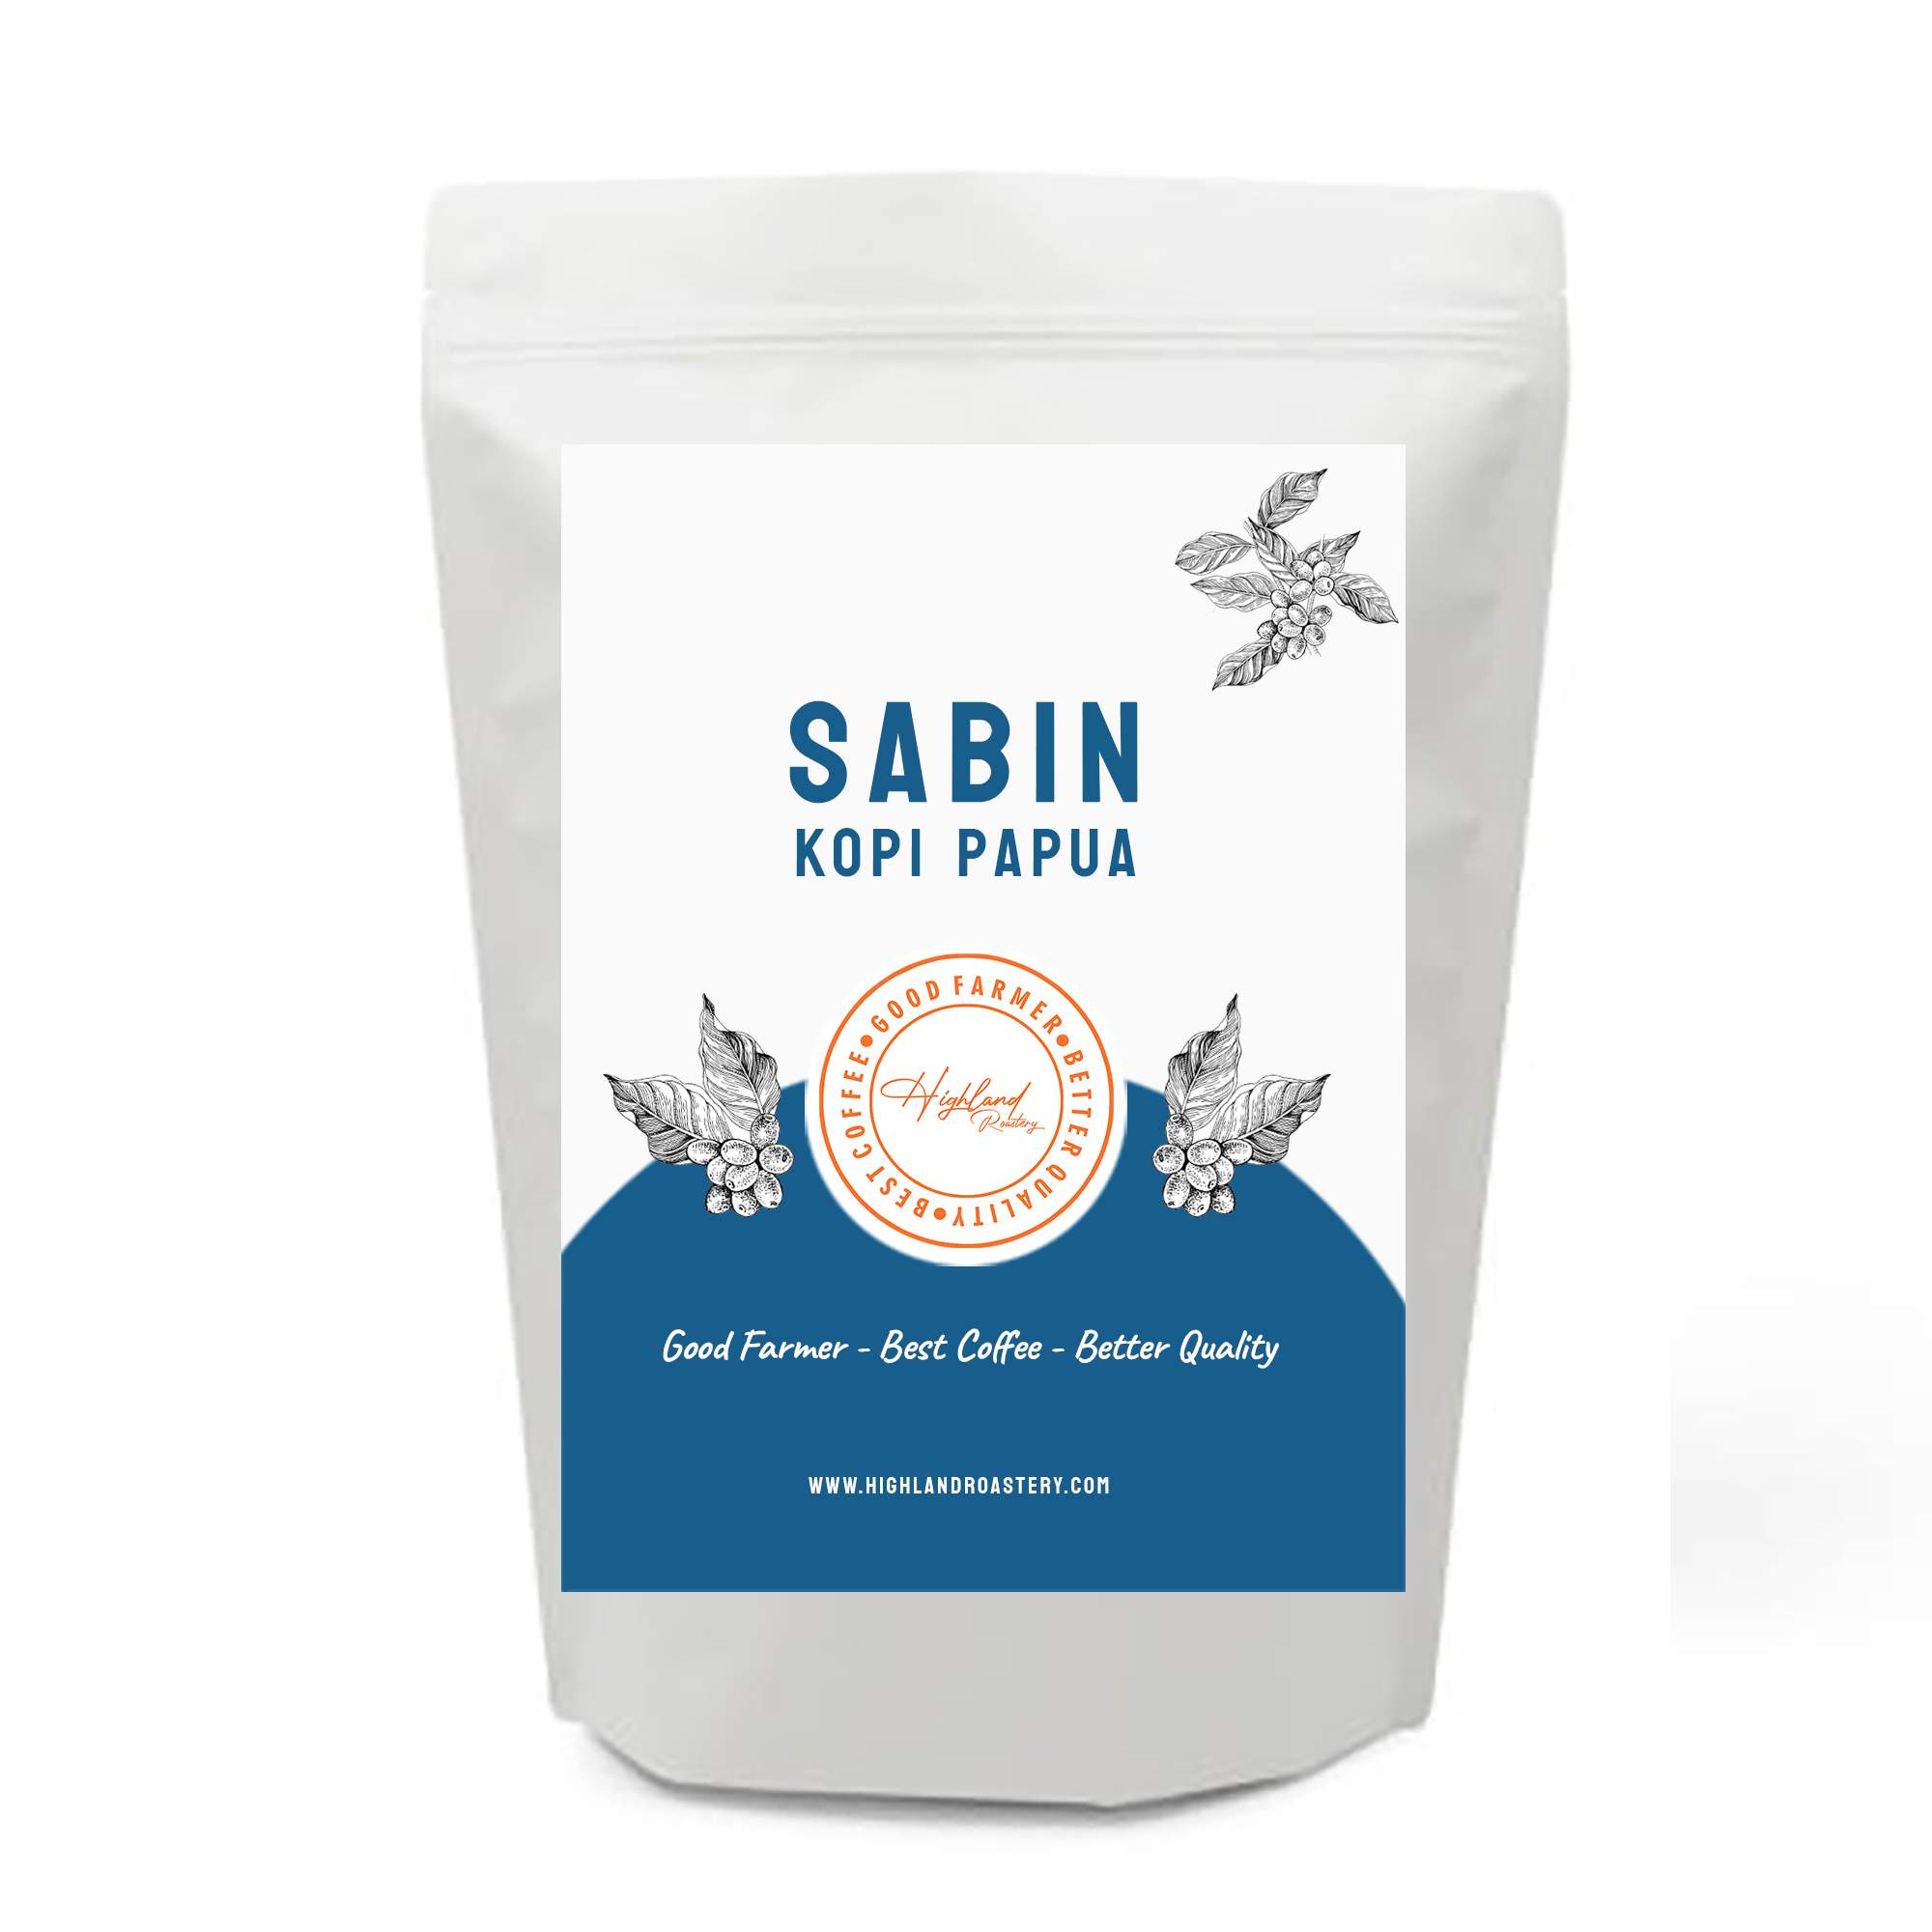 SABIN
KOPI PAPUA
GOOD FARMER • BETTER QUALITY • BEST COFFEE •
Highland
Roastery
Good Farmer - Best Coffee - Better Quality
WWW.HIGHLANDROASTERY.COM